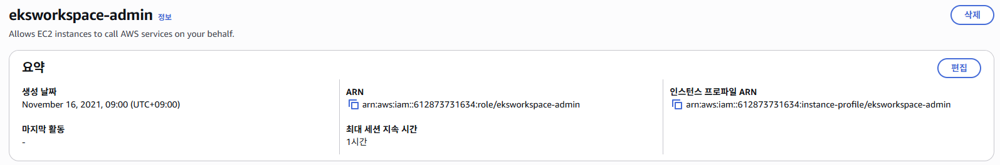 eksworkspace-admin 정보
삭제
Allows EC2 instances to call AWS services on your behalf.
요약
편집
생성 날짜
November 16, 2021, 09:00 (UTC+09:00)
ARN
arn:aws:iam::612873731634:role/eksworkspace-admin
인스턴스 프로파일 ARN
arn:aws:iam::612873731634:instance-profile/eksworkspace-admin
마지막 활동
-
최대 세션 지속 시간
1시간